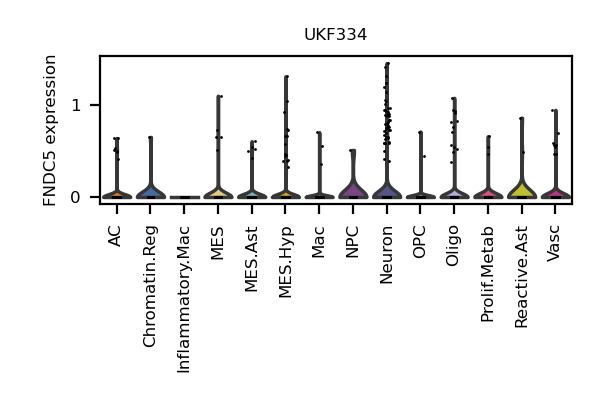 UKF334
FNDC5 expression
1
0
AC
Chromatin.Reg
Inflammatory.Mac
MES
MES.Ast
MES.Hyp
Mac
NPC
Neuron
OPC
Oligo
Prolif.Metab
Reactive.Ast
Vasc